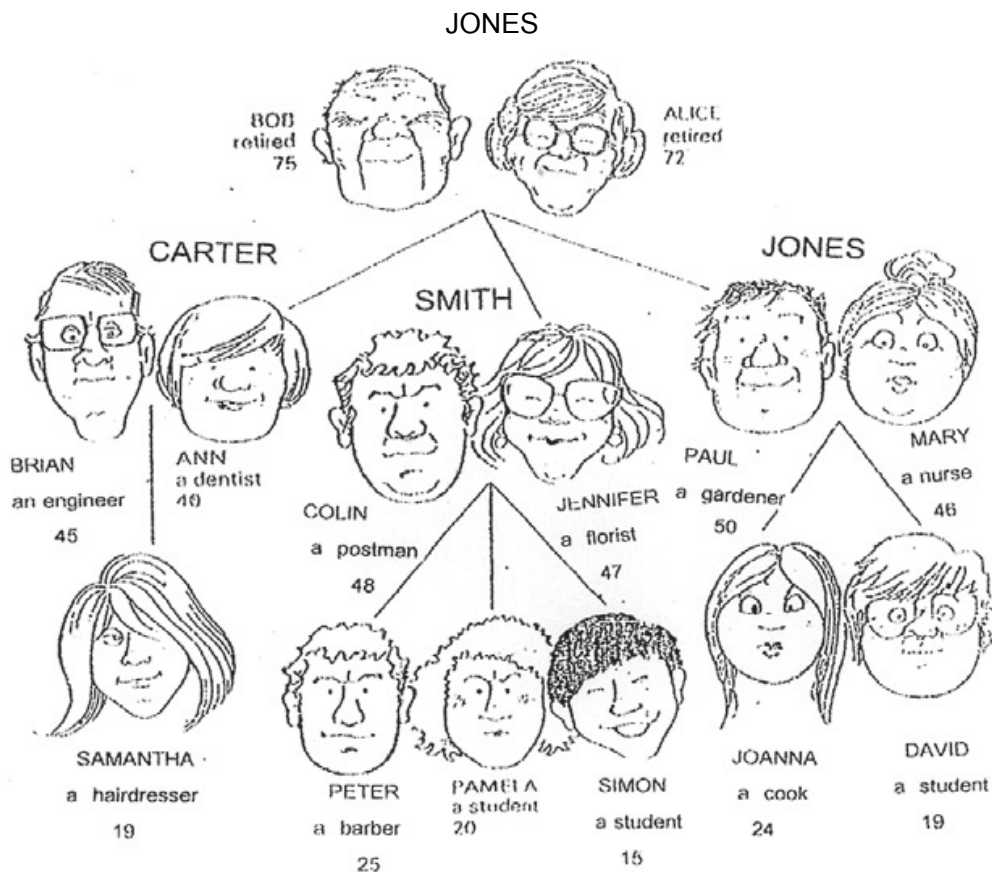 JONES
BOB
retired
75
ALICE
retired
72
CARTER
SMITH
JONES
BRIAN
an engineer
45
ANN
a dentist
40
COLIN
a postman
48
JENNIFER
a florist
47
PAUL
a gardener
50
MARY
a nurse
46
SAMANTHA
a hairdresser
19
PETER
a barber
25
PAMELA
a student
20
SIMON
a student
15
JOANNA
a cook
24
DAVID
a student
19